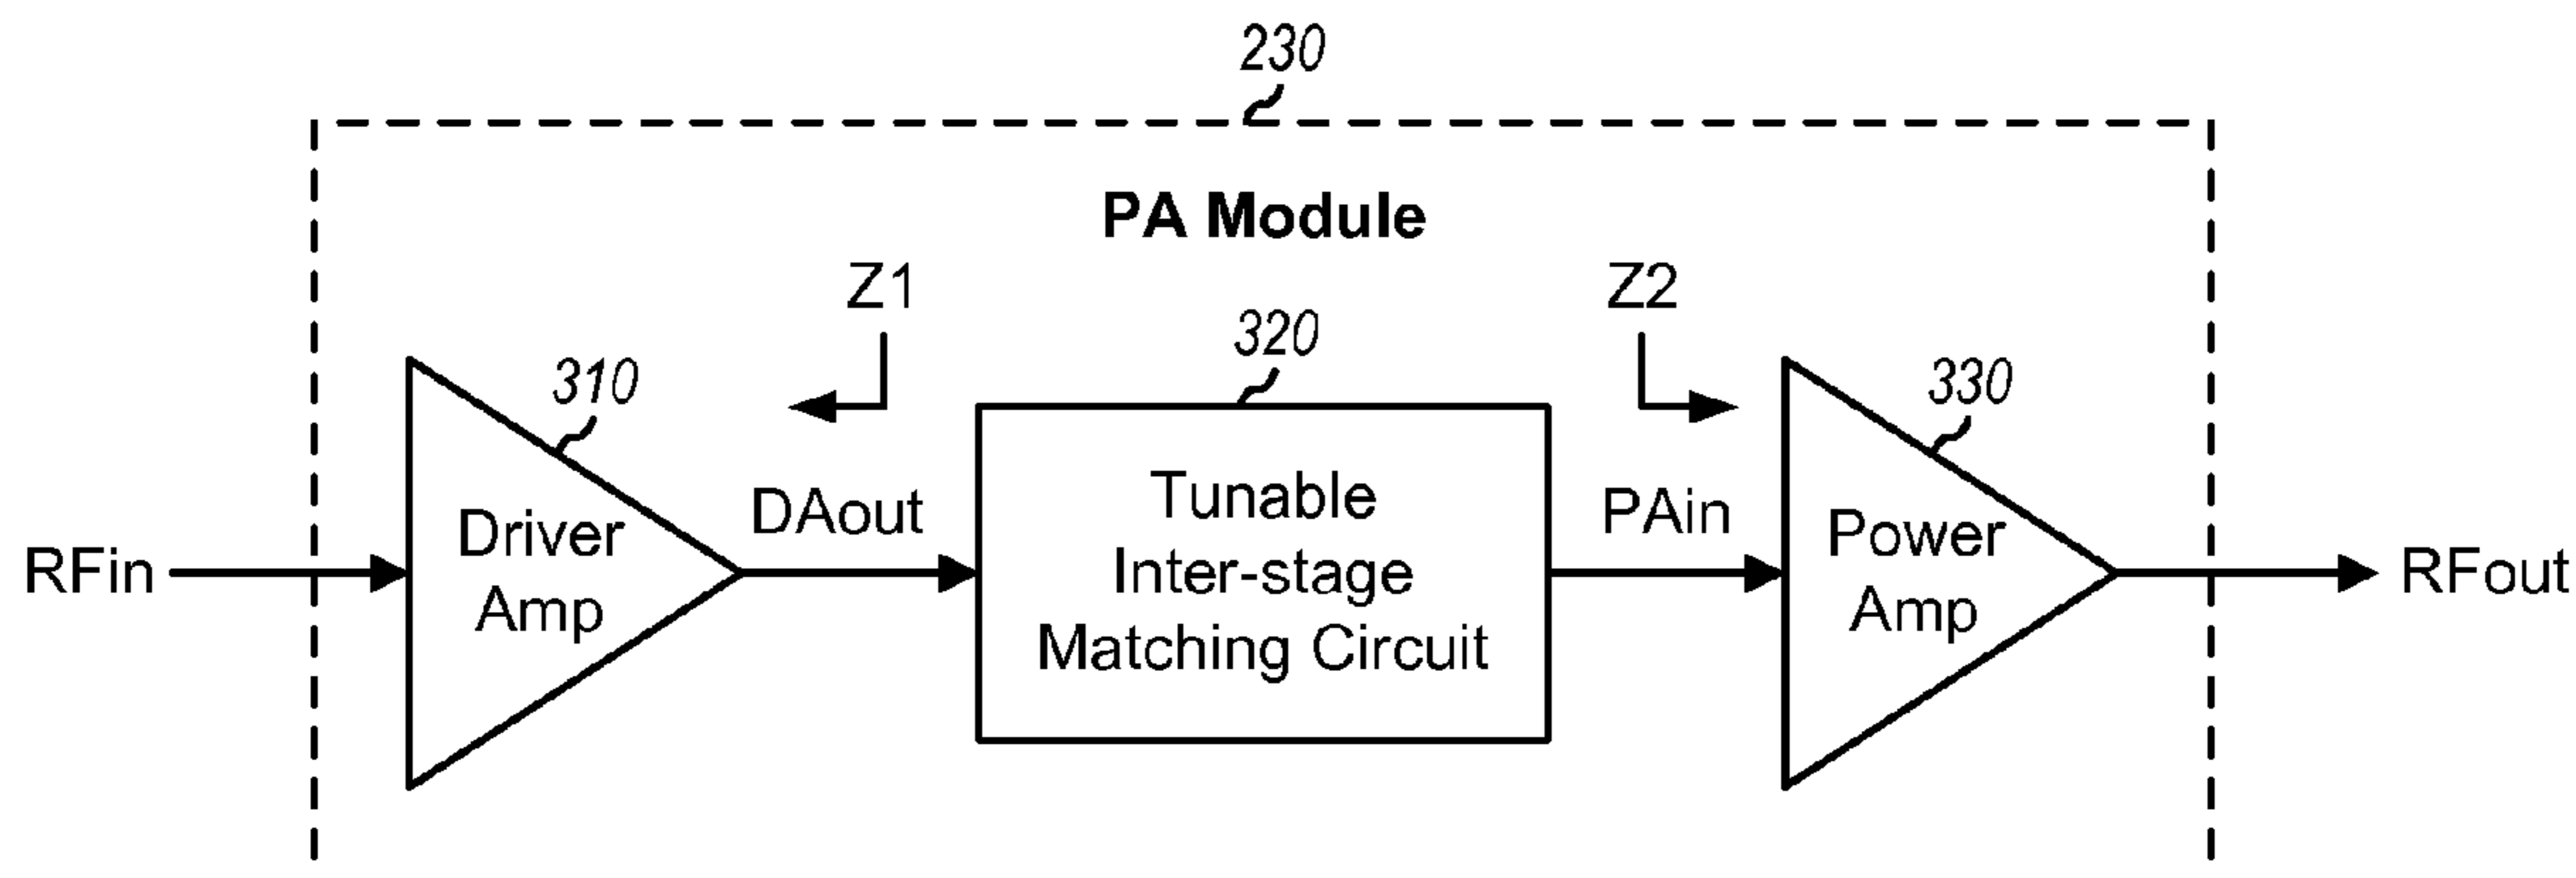 230
PA Module
Z1
Z2
320
310
330
DAout
PAin
RFin
Driver
Amp
Tunable
Inter-stage
Matching Circuit
Power
Amp
RFout